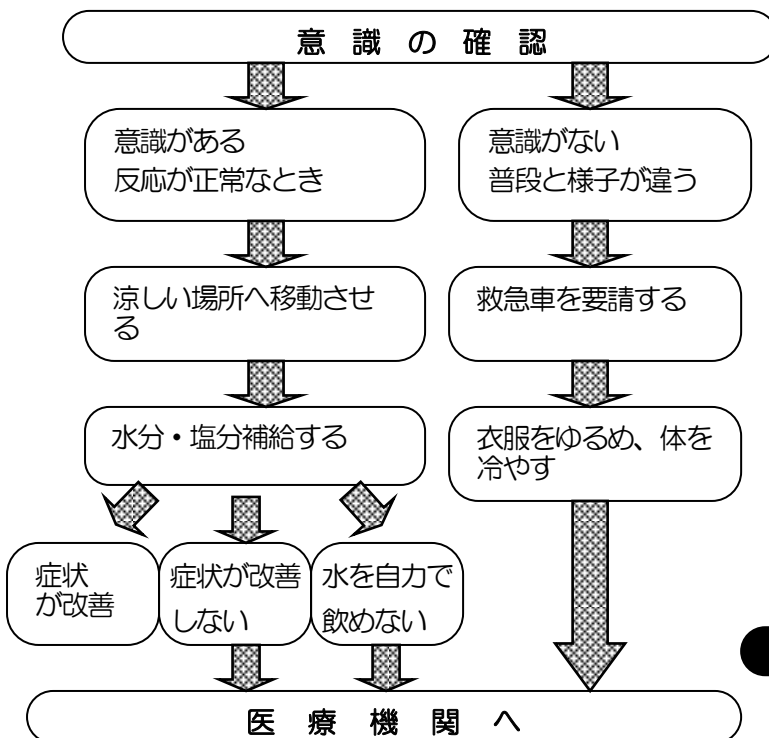 意識の確認
意識がある
反応が正常なとき
意識がない
普段と様子が違う
涼しい場所へ移動させ
る
救急車を要請する
水分・塩分補給する
衣服をゆるめ、体を
冷やす
症状
が改善
症状が改善
しない
水を自力で
飲めない
医療機関へ